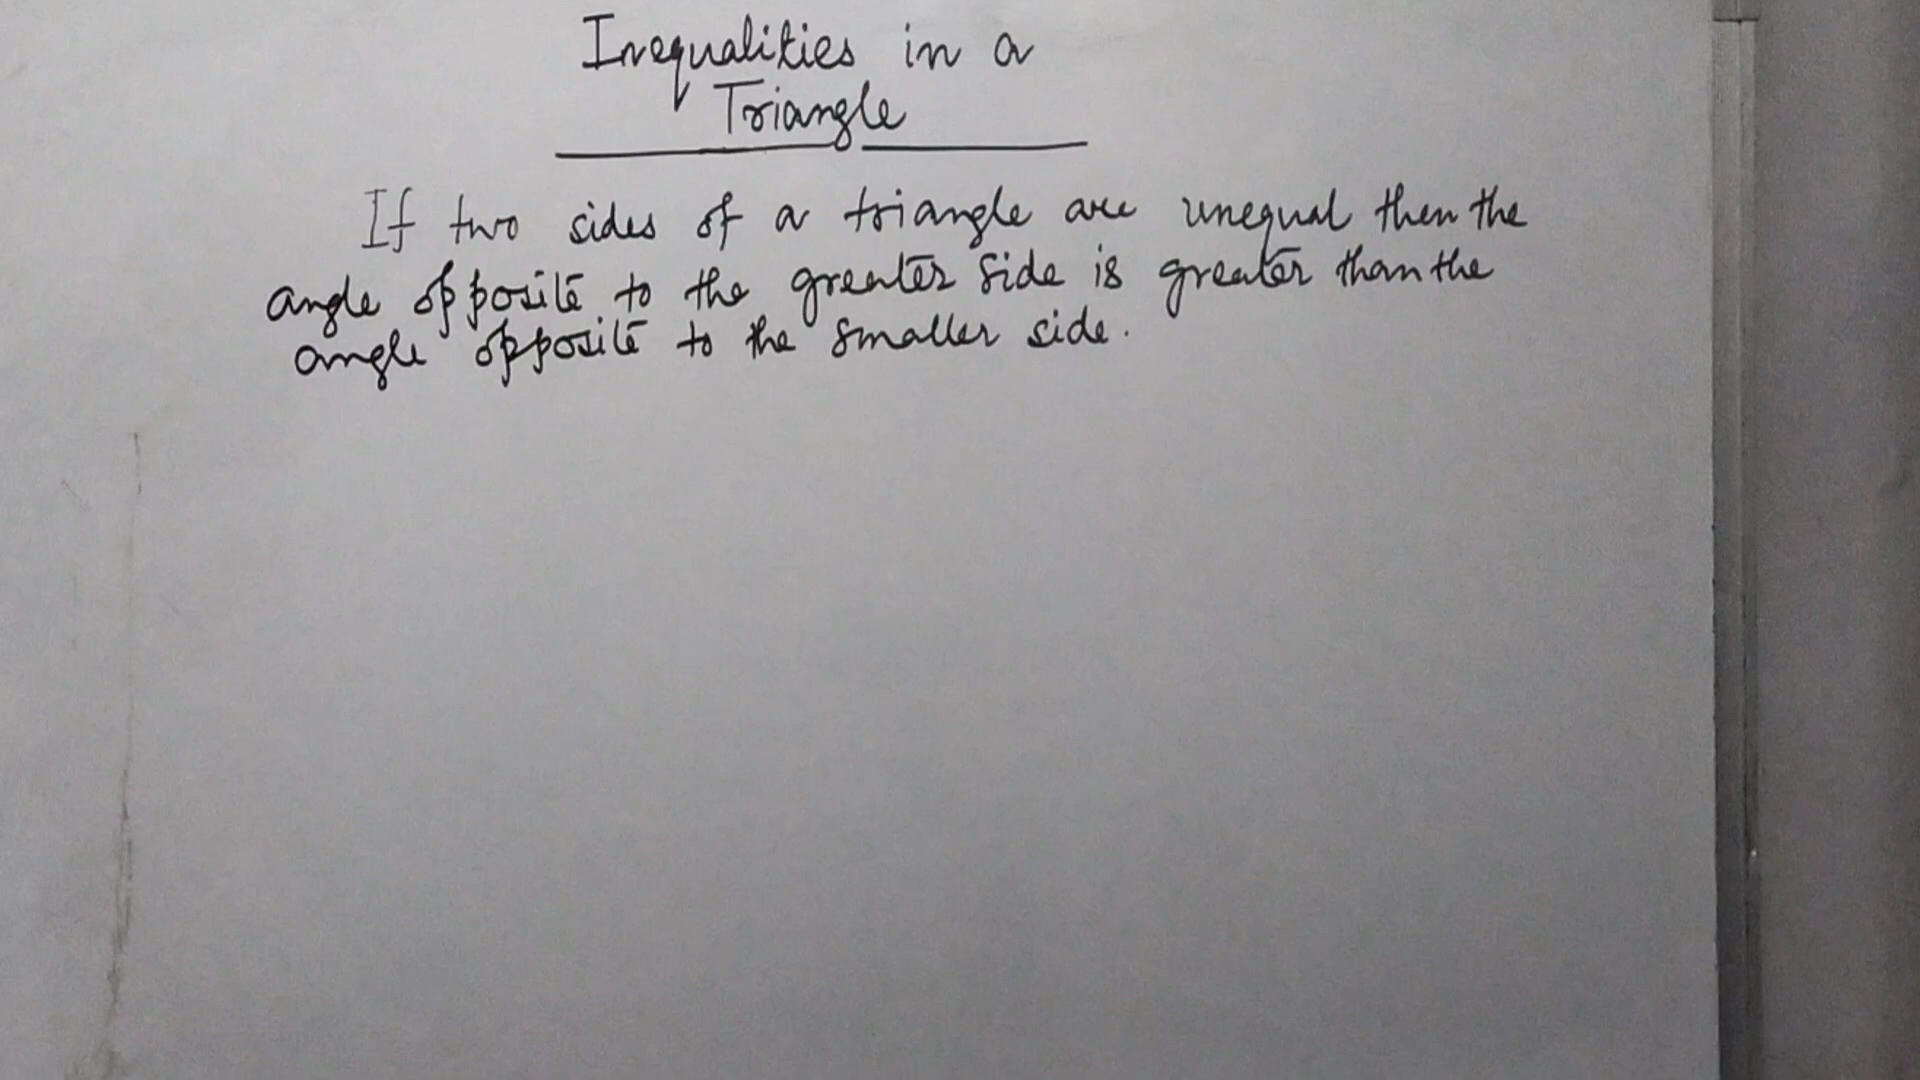 Inequalities in a
Triangle
If two sides of a triangle are unequal then the
angle opposite to the greater side is greater than the
angle opposite to the smaller side.